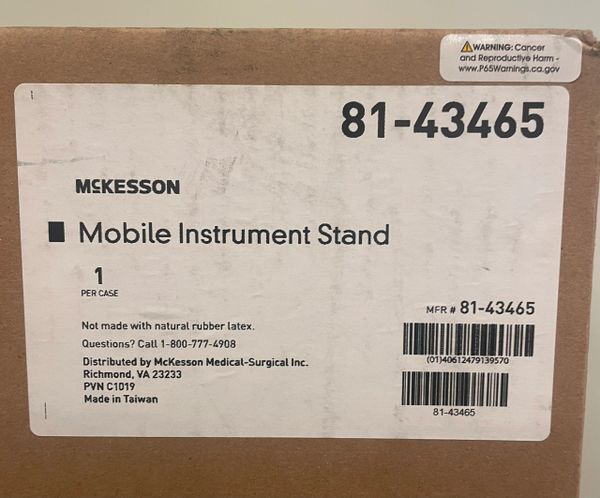 ⚠WARNING: Cancer
and Reproductive Harm -
www.P65Warnings.ca.gov
81-43465
McKESSON
Mobile Instrument Stand
1
PER CASE
MFR # 81-43465
Not made with natural rubber latex.
Questions? Call 1-800-777-4908
(01)40612479139570
Distributed by McKesson Medical-Surgical Inc.
Richmond, VA 23233
PVN C1019
Made in Taiwan
81-43465